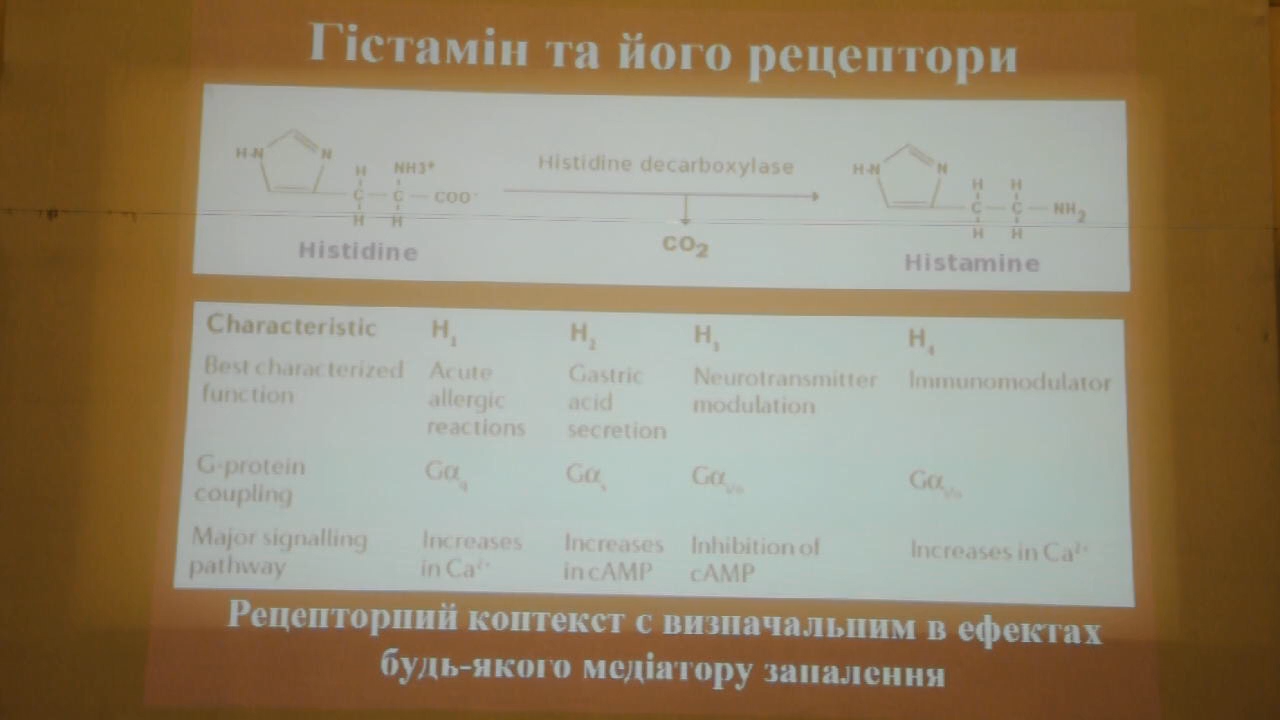 Гістамін та його рецептори
H-N N H NH3+ C C COO- H H
Histidine
Histidine decarboxylase
CO2
H-N N H H C C NH2 H H
Histamine
Characteristic H1 H2 H3 H4
Best characterized Acute Gastric Neurotransmitter Immunomodulator
function allergic acid modulation
reactions secretion
G-protein Gαq Gαs Gαi/o Gαi/o
coupling
Major signalling Increases Increases Inhibition of Increases in Ca2+
pathway in Ca2+ in cAMP cAMP
Рецепторний контекст є визначальним в ефектах
будь-якого медіатору запалення